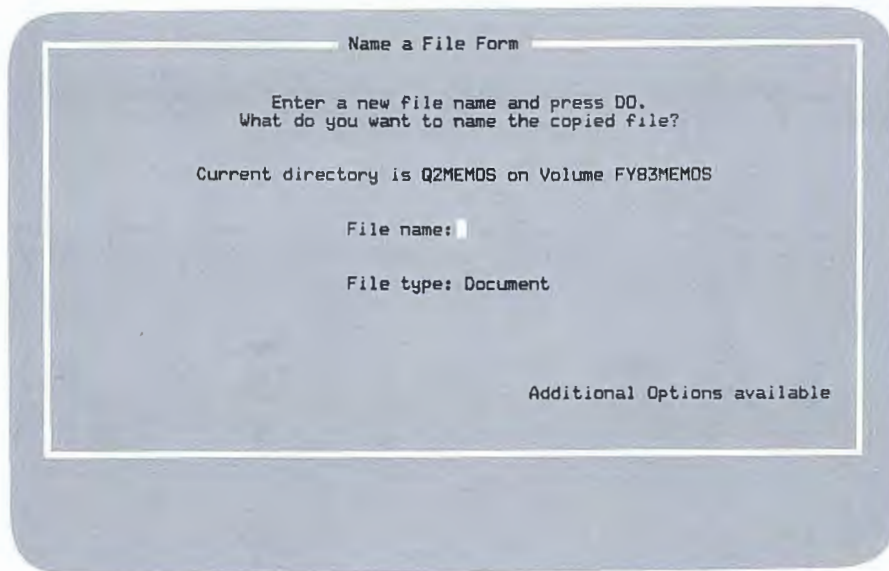 Name a File Form
Enter a new file name and press DO.
What do you want to name the copied file?
Current directory is Q2MEMOS on Volume FY83MEMOS
File name:
File type: Document
Additional Options available